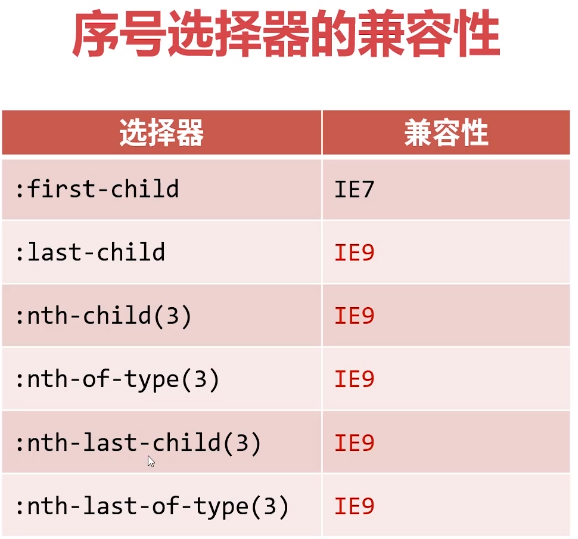 序号选择器的兼容性
选择器 兼容性
:first-child IE7
:last-child IE9
:nth-child(3) IE9
:nth-of-type(3) IE9
:nth-last-child(3) IE9
:nth-last-of-type(3) IE9